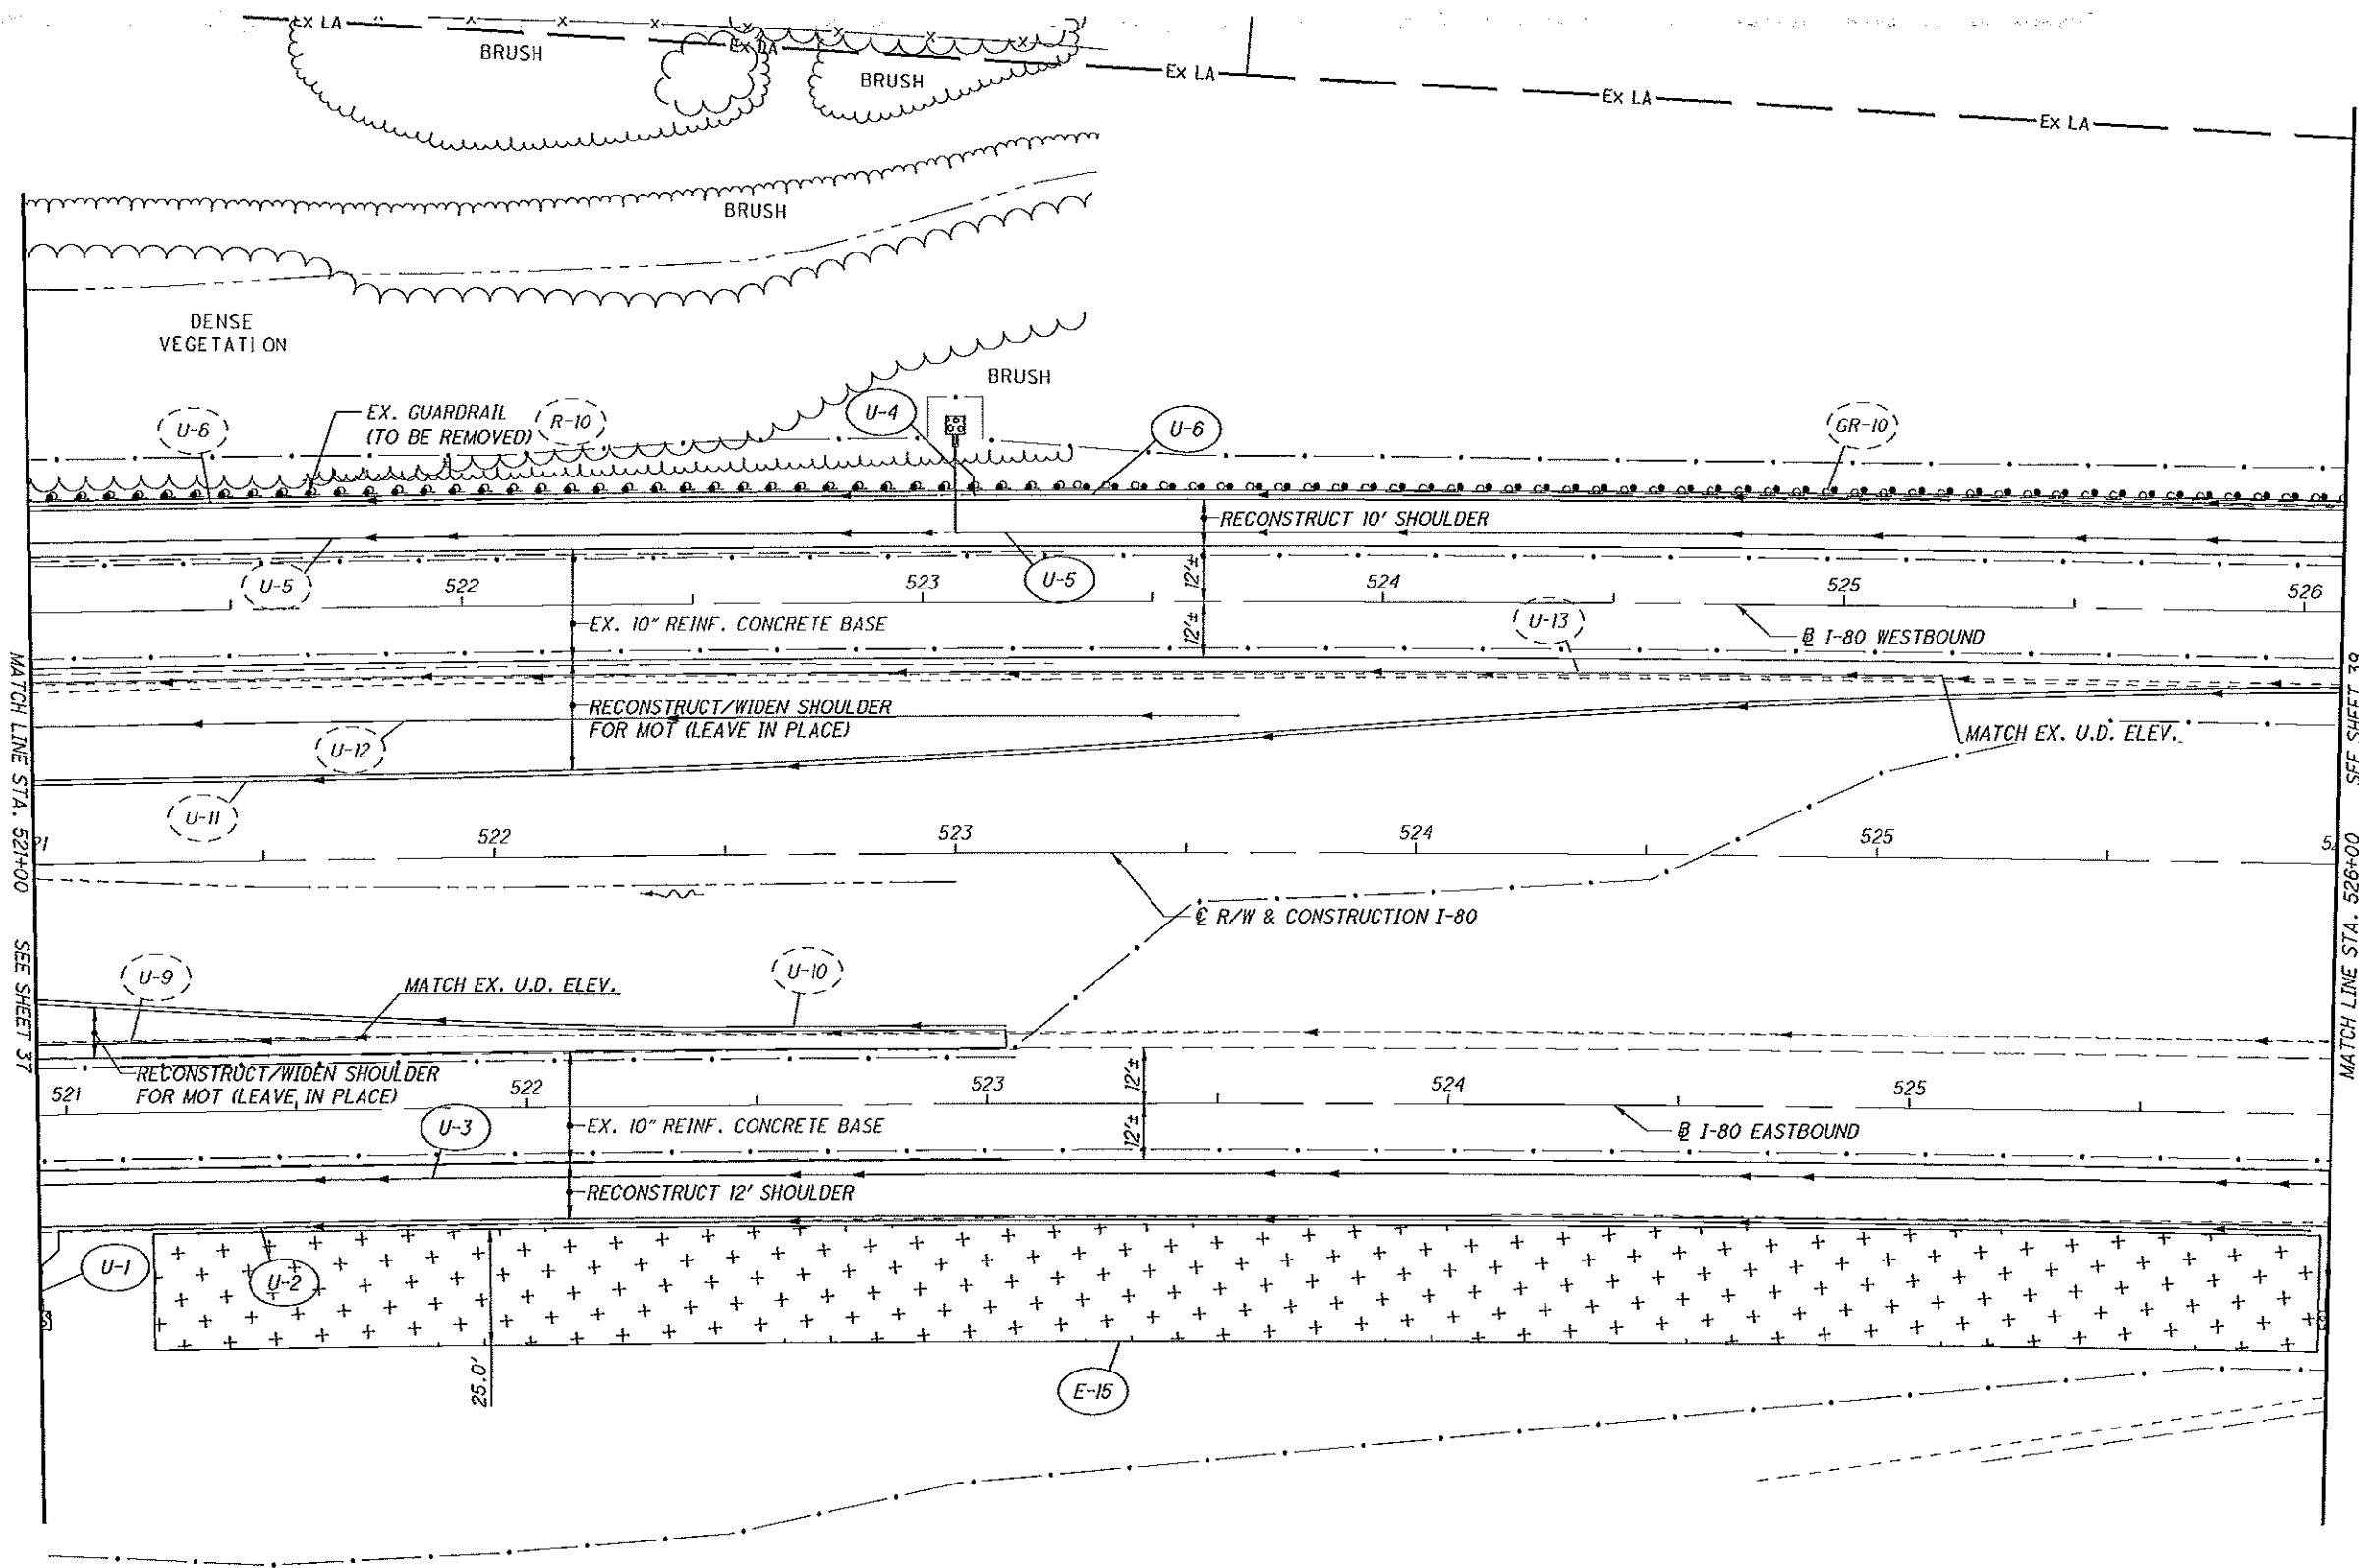 EX LA
BRUSH
EX LA
BRUSH
EX LA
EX LA
EX LA
BRUSH
DENSE
VEGETATION
BRUSH
EX. GUARDRAIL
(TO BE REMOVED)
U-6
R-10
U-4
U-6
GR-10
RECONSTRUCT 10' SHOULDER
U-5
522
523
U-5
12'±
524
525
526
EX. 10" REINF. CONCRETE BASE
12'±
U-13
B I-80 WESTBOUND
RECONSTRUCT/WIDEN SHOULDER
FOR MOT (LEAVE IN PLACE)
U-12
MATCH EX. U.D. ELEV.
U-11
522
523
524
525
MATCH LINE STA. 521+00 SEE SHEET 37
MATCH LINE STA. 526+00 SEE SHEET 39
℄ R/W & CONSTRUCTION I-80
U-9
MATCH EX. U.D. ELEV.
U-10
RECONSTRUCT/WIDEN SHOULDER
FOR MOT (LEAVE IN PLACE)
521
522
523
12'±
524
525
U-3
EX. 10" REINF. CONCRETE BASE
12'±
B I-80 EASTBOUND
RECONSTRUCT 12' SHOULDER
U-1
U-2
25.0'
E-15